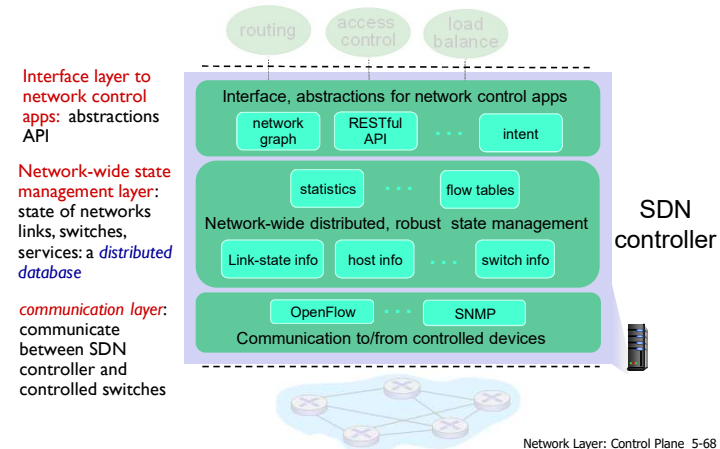 routing
access
control
load
balance
Interface layer to
network control
apps: abstractions
API
Interface, abstractions for network control apps
network
graph
RESTful
API
. . .
intent
Network-wide state
management layer:
state of networks
links, switches,
services: a distributed
database
statistics
. . .
flow tables
Network-wide distributed, robust state management
Link-state info
host info
. . .
switch info
SDN
controller
communication layer:
communicate
between SDN
controller and
controlled switches
OpenFlow
. . .
SNMP
Communication to/from controlled devices
Network Layer: Control Plane 5-68